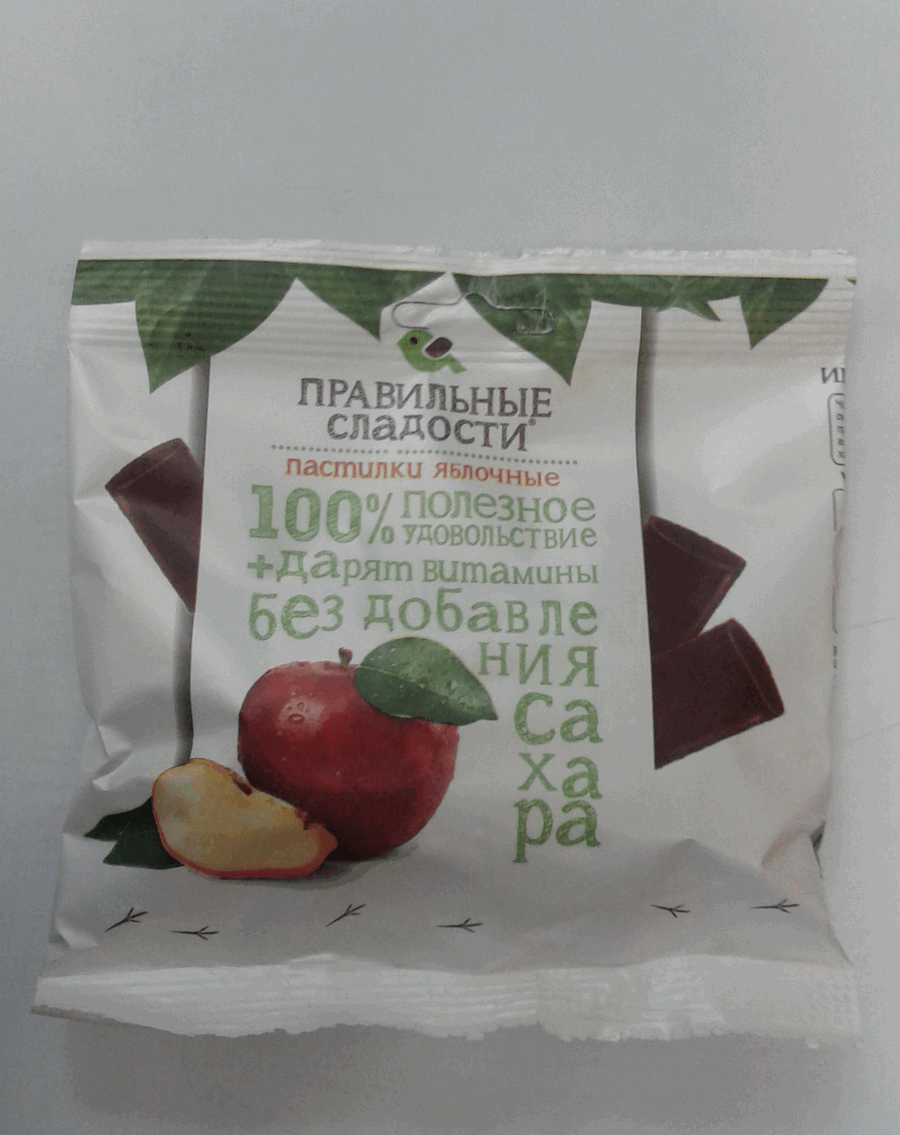 ПРАВИЛЬНЫЕ
СЛАДОСТИ®
пастилки яблочные
100% полезное
удовольствие
+дарят витамины
без добавле
ния
са
ха
ра